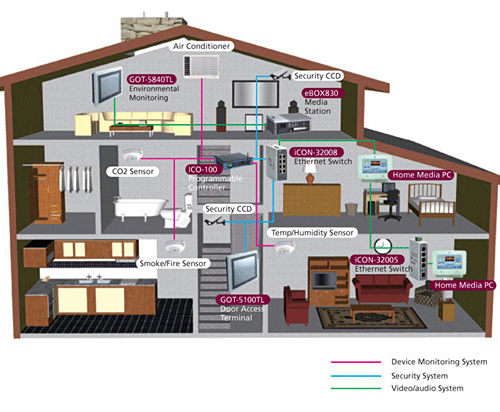 Air Conditioner
GOT-5840TL
Environmental
Monitoring
Security CCD
eBOX830
Media
Station
CO2 Sensor
ICO-100
Programmable
Controller
iCON-32008
Ethernet Switch
Home Media PC
Security CCD
Temp/Humidity Sensor
Smoke/Fire Sensor
iCON-32005
Ethernet Switch
GOT-5100TL
Door Access
Terminal
Home Media PC
Device Monitoring System
Security System
Video/audio System